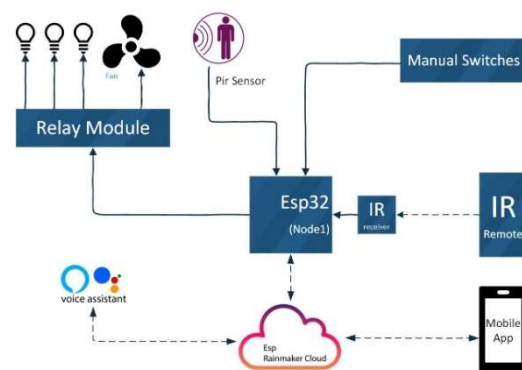 Fan
Pir Sensor
Manual Switches
Relay Module
Esp32
(Node1)
IR
receiver
IR
Remote
voice assistant
Esp
Rainmaker Cloud
Mobile
App